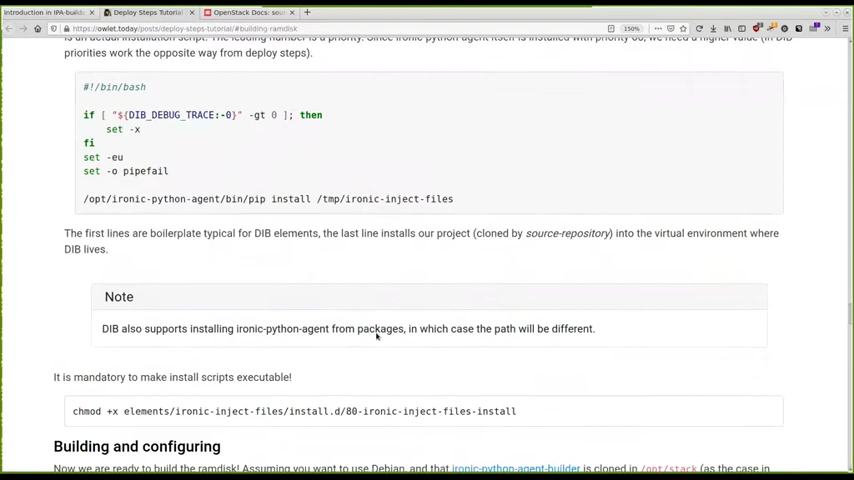 introduction in IPA-builder
Deploy Steps Tutorial
OpenStack Docs: sou
https://owlet.today/posts/deploy-steps-tutorial/#building-ramdisk
150%
is an actual installation script. The leading number is a priority. Since ironic-python-agent itself is installed with priority 60, we need a higher value (in DIB
priorities work the opposite way from deploy steps).
#!/bin/bash
if [ "${DIB_DEBUG_TRACE:-0}" -gt 0 ]; then
set -x
fi
set -eu
set -o pipefail
/opt/ironic-python-agent/bin/pip install /tmp/ironic-inject-files
The first lines are boilerplate typical for DIB elements, the last line installs our project (cloned by source-repository) into the virtual environment where
DIB lives.
Note
DIB also supports installing ironic-python-agent from packages, in which case the path will be different.
It is mandatory to make install scripts executable!
chmod +x elements/ironic-inject-files/install.d/80-ironic-inject-files-install
Building and configuring
Now we are ready to build the ramdisk! Assuming you want to use Debian, and that ironic-python-agent-builder is cloned in /opt/stack (as the case in